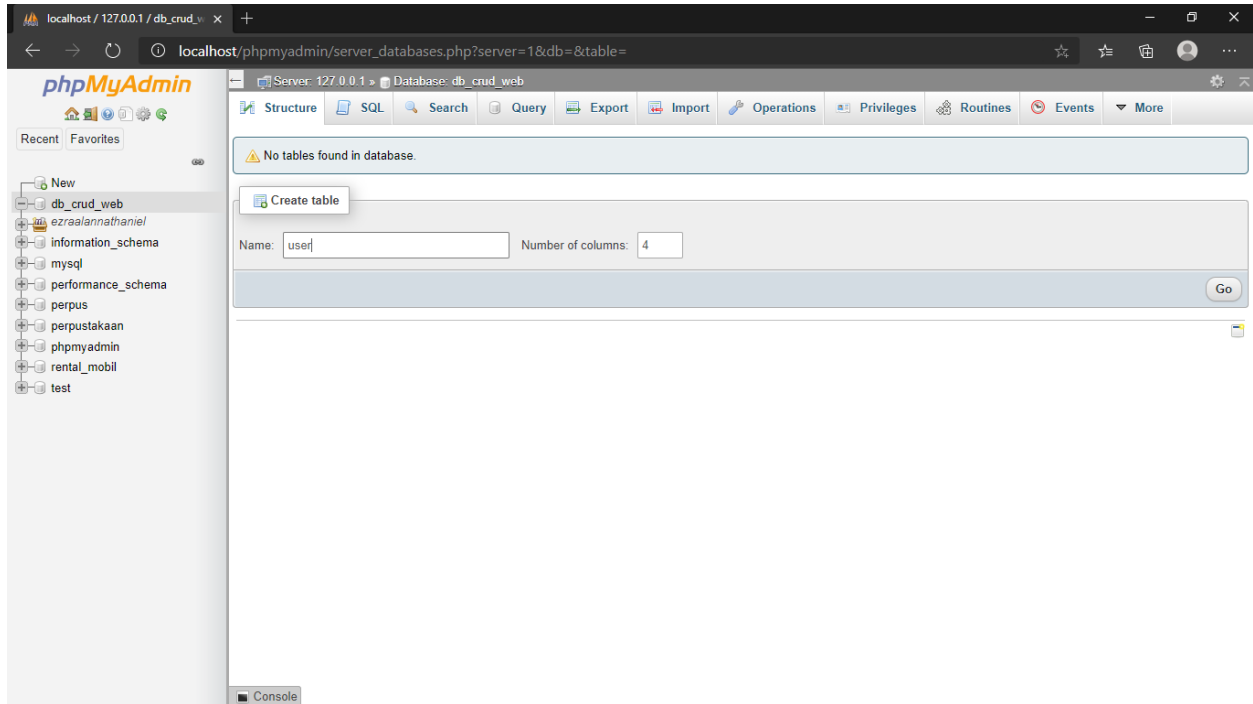 localhost / 127.0.0.1 / db_crud_w
localhost/phpmyadmin/server_databases.php?server=1&db=&table=
phpMyAdmin
Recent Favorites
New
db_crud_web
ezraalannathaniel
information_schema
mysql
performance_schema
perpus
perpustakaan
phpmyadmin
rental_mobil
test
Server: 127.0.0.1 » Database: db_crud_web
Structure SQL Search Query Export Import Operations Privileges Routines Events More
No tables found in database.
Create table
Name: user Number of columns: 4
Go
Console